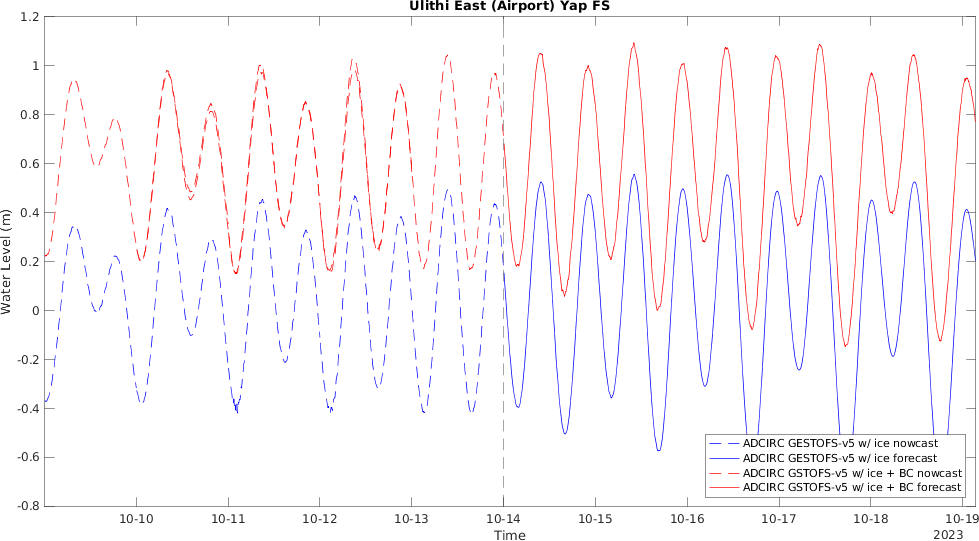 Ulithi East (Airport) Yap FS
1.2
1
0.8
0.6
0.4
0.2
0
-0.2
-0.4
-0.6
-0.8
Water Level (m)
ADCIRC GESTOFS-v5 w/ ice nowcast
ADCIRC GESTOFS-v5 w/ ice forecast
ADCIRC GSTOFS-v5 w/ ice + BC nowcast
ADCIRC GSTOFS-v5 w/ ice + BC forecast
10-10 10-11 10-12 10-13 10-14 10-15 10-16 10-17 10-18 10-19
Time
2023